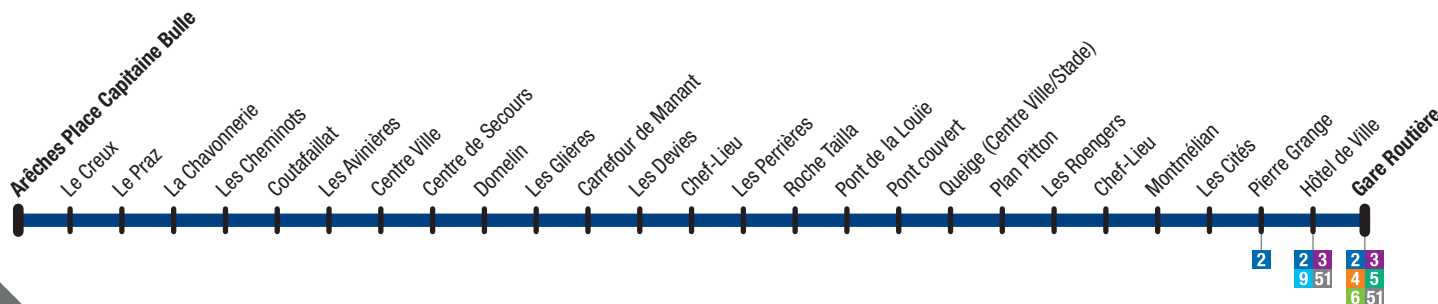 Arêches Place Capitaine Bulle
Le Creux
Le Praz
La Chavonnerie
Les Cheminots
Coutafaillat
Les Avinières
Centre Ville
Centre de Secours
Domelin
Les Glières
Carrefour de Manant
Les Devies
Chef-Lieu
Les Perrières
Roche Tailla
Pont de la Louïe
Pont couvert
Queige (Centre Ville/Stade)
Plan Pitton
Les Roengers
Chef-Lieu
Montmélian
Les Cités
Pierre Grange
Hôtel de Ville
Gare Routière
2
2 3
9 51
2 3
4 5
6 51